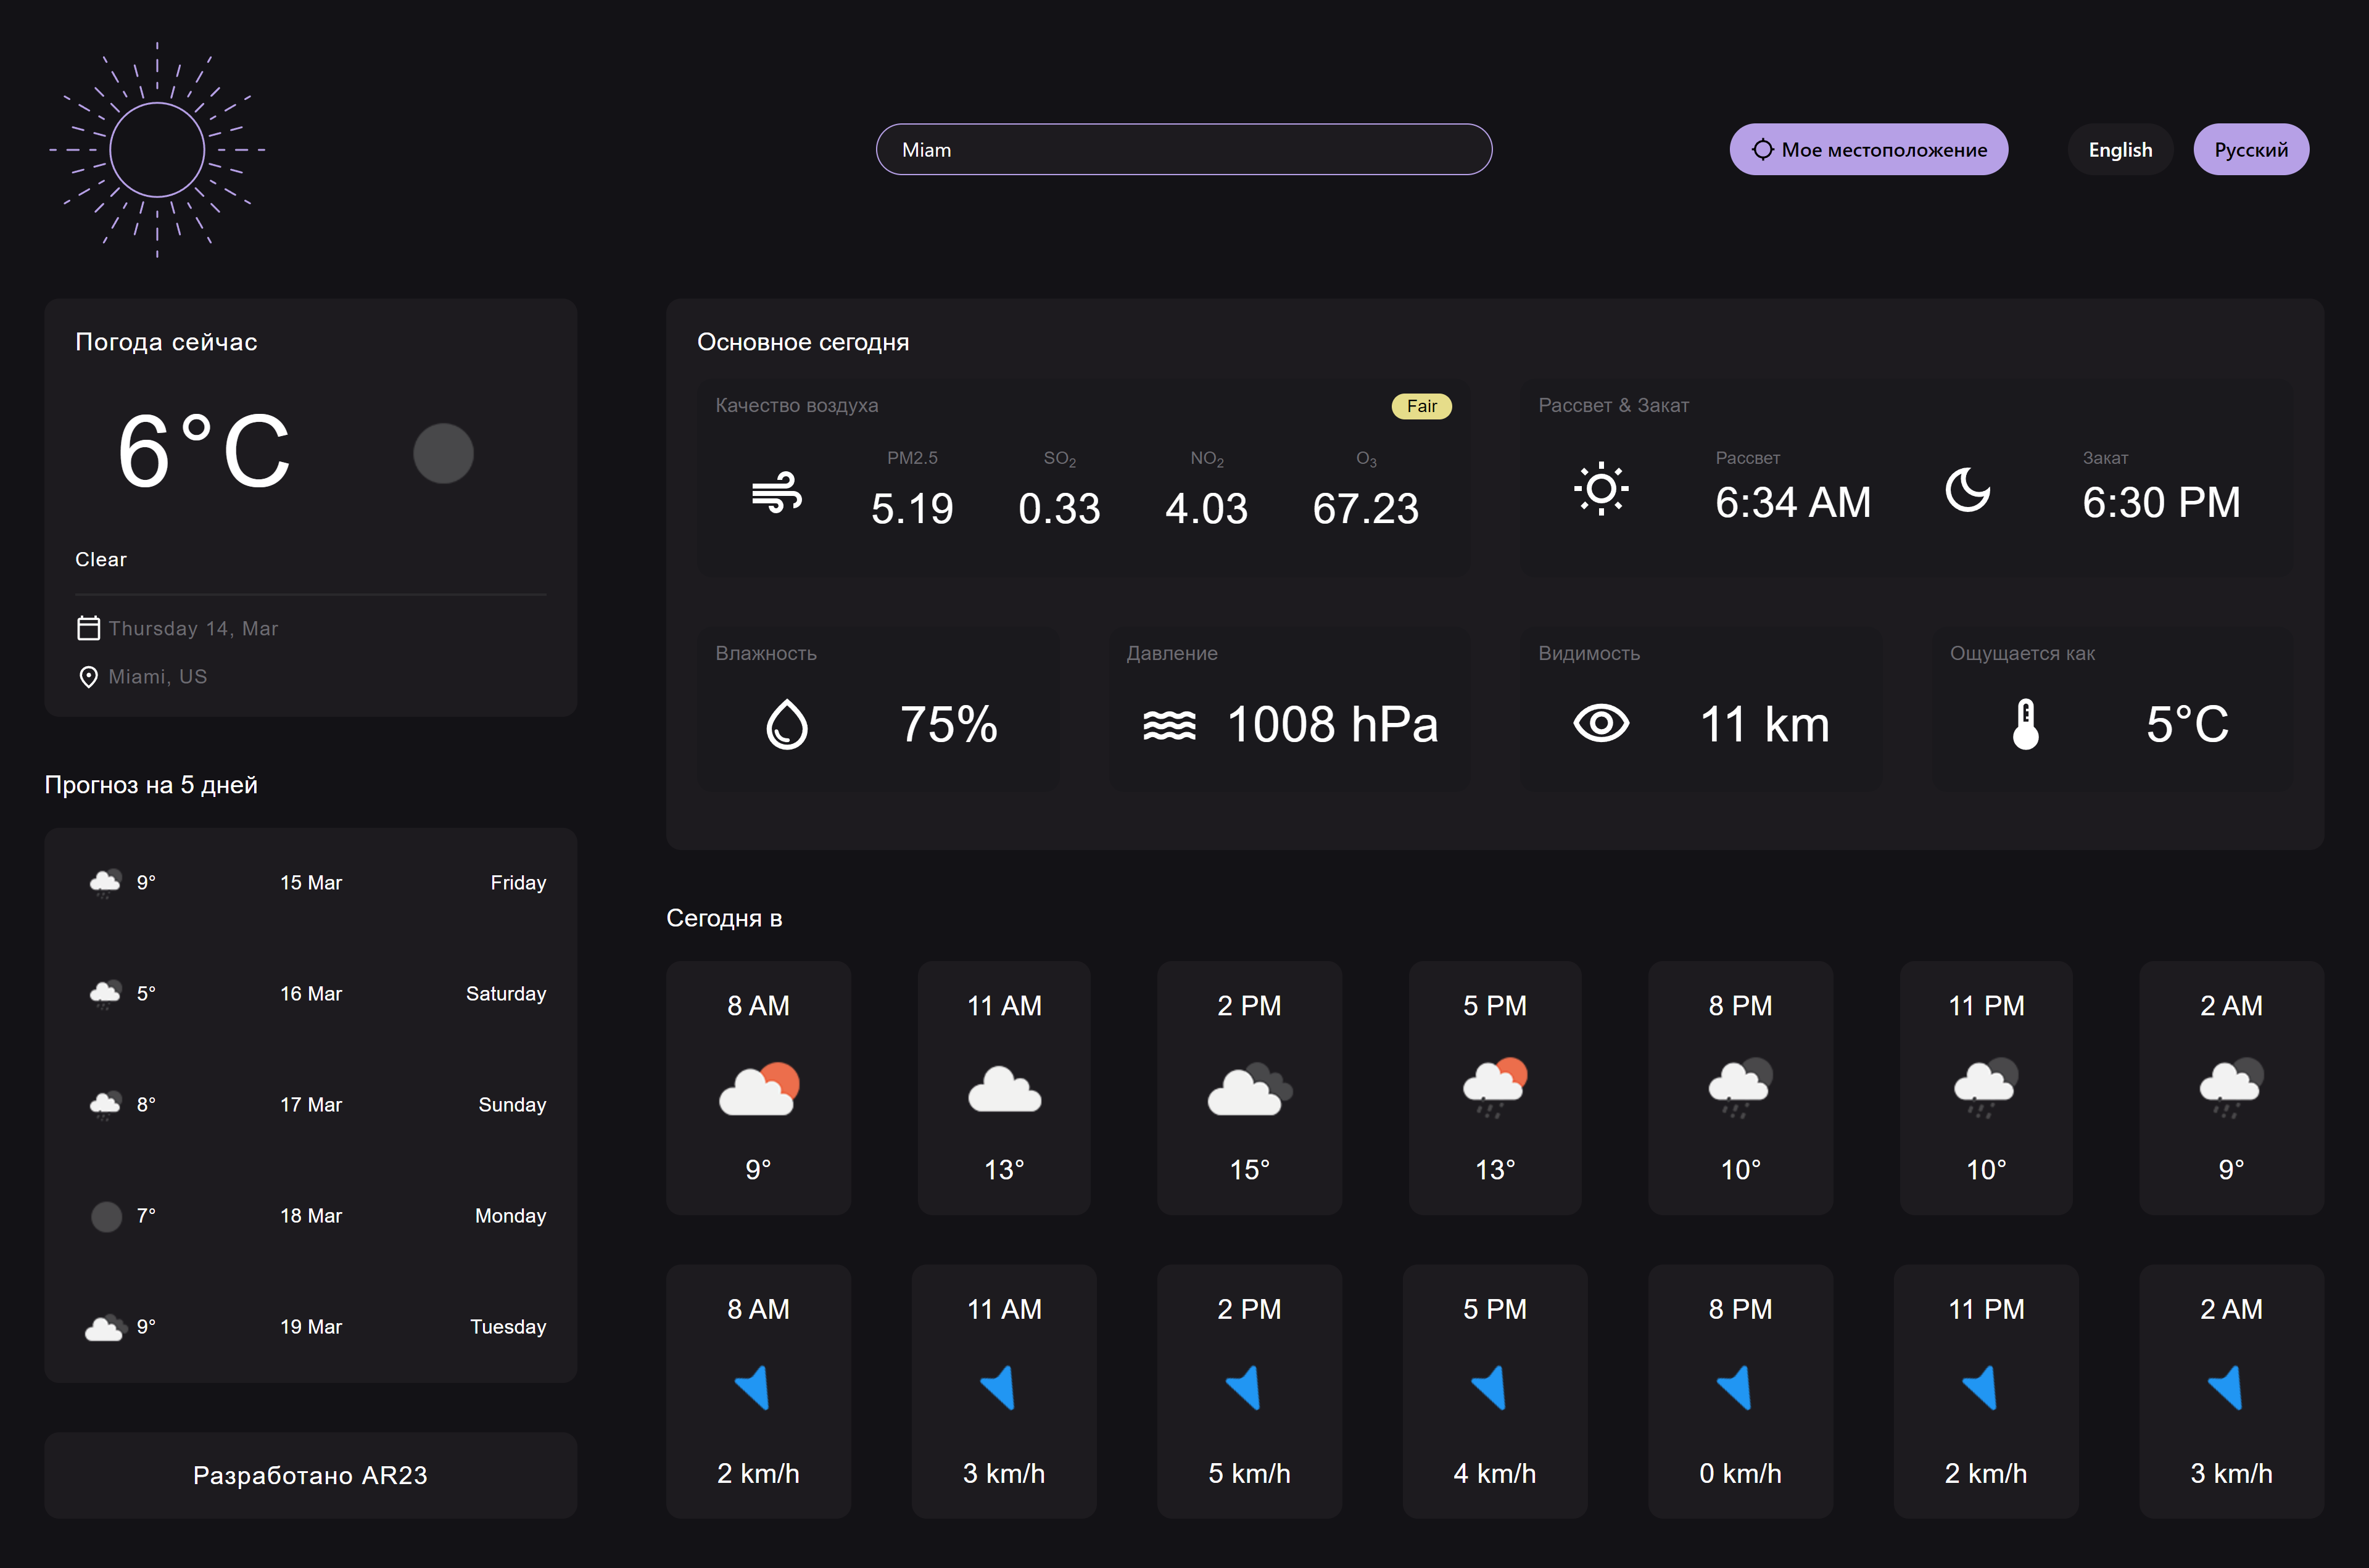 Miam
Мое местоположение
English
Русский
Погода сейчас
6°C
Clear
Thursday 14, Mar
Miami, US
Прогноз на 5 дней
9° 15 Mar Friday
5° 16 Mar Saturday
8° 17 Mar Sunday
7° 18 Mar Monday
9° 19 Mar Tuesday
Разработано AR23
Основное сегодня
Качество воздуха Fair
PM2.5 SO₂ NO₂ O₃
5.19 0.33 4.03 67.23
Рассвет & Закат
Рассвет Закат
6:34 AM 6:30 PM
Влажность
75%
Давление
1008 hPa
Видимость
11 km
Ощущается как
5°C
Сегодня в
8 AM 11 AM 2 PM 5 PM 8 PM 11 PM 2 AM
9° 13° 15° 13° 10° 10° 9°
8 AM 11 AM 2 PM 5 PM 8 PM 11 PM 2 AM
2 km/h 3 km/h 5 km/h 4 km/h 0 km/h 2 km/h 3 km/h